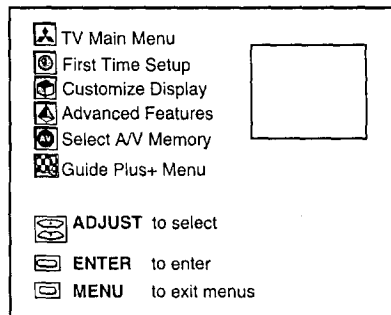 TV Main Menu
First Time Setup
Customize Display
Advanced Features
Select A/V Memory
Guide Plus+ Menu
ADJUST to select
ENTER to enter
MENU to exit menus